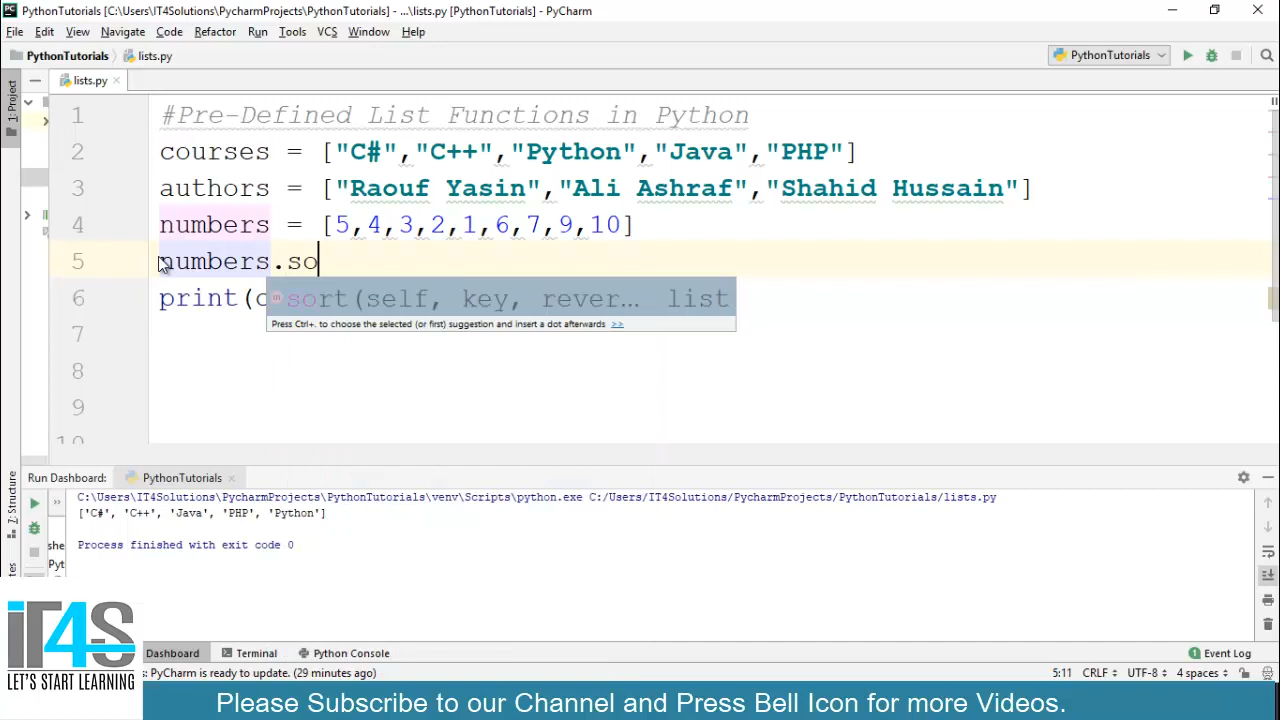 PythonTutorials [C:\Users\IT4Solutions\PycharmProjects\PythonTutorials] - ...\lists.py [PythonTutorials] - PyCharm
File Edit View Navigate Code Refactor Run Tools VCS Window Help
PythonTutorials lists.py PythonTutorials
1: Project
lists.py
1 #Pre-Defined List Functions in Python
2 courses = ["C#","C++","Python","Java","PHP"]
3 authors = ["Raouf Yasin","Ali Ashraf","Shahid Hussain"]
4 numbers = [5,4,3,2,1,6,7,9,10]
5 numbers.so
6 print(
sort(self, key, rever… list
Press Ctrl+. to choose the selected (or first) suggestion and insert a dot afterwards >>
7
8
9
10
Run Dashboard: PythonTutorials
C:\Users\IT4Solutions\PycharmProjects\PythonTutorials\venv\Scripts\python.exe C:/Users/IT4Solutions/PycharmProjects/PythonTutorials/lists.py
['C#', 'C++', 'Java', 'PHP', 'Python']
Process finished with exit code 0
7: Structure
iT4S
LET'S START LEARNING
Dashboard Terminal Python Console 1 Event Log
PyCharm is ready to update. (29 minutes ago) 5:11 CRLF UTF-8 4 spaces
Please Subscribe to our Channel and Press Bell Icon for more Videos.